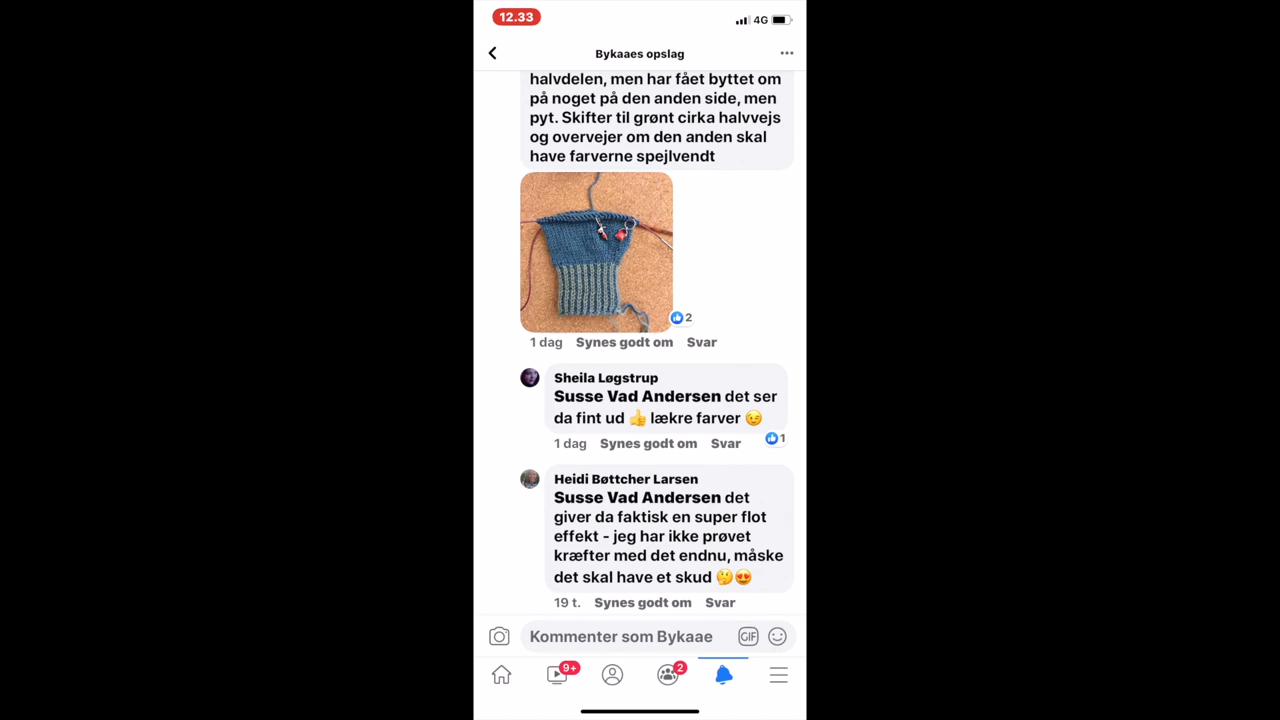 12.33
4G
Bykaaes opslag
halvdelen, men har fået byttet om
på noget på den anden side, men
pyt. Skifter til grønt cirka halvvejs
og overvejer om den anden skal
have farverne spejlvendt
2
1 dag Synes godt om Svar
Sheila Løgstrup
Susse Vad Andersen det ser
da fint ud 👍 lækre farver 😉
1 dag Synes godt om Svar
1
Heidi Bøttcher Larsen
Susse Vad Andersen det
giver da faktisk en super flot
effekt - jeg har ikke prøvet
kræfter med det endnu, måske
det skal have et skud 🤔😍
19 t. Synes godt om Svar
Kommenter som Bykaae GIF
9+
2